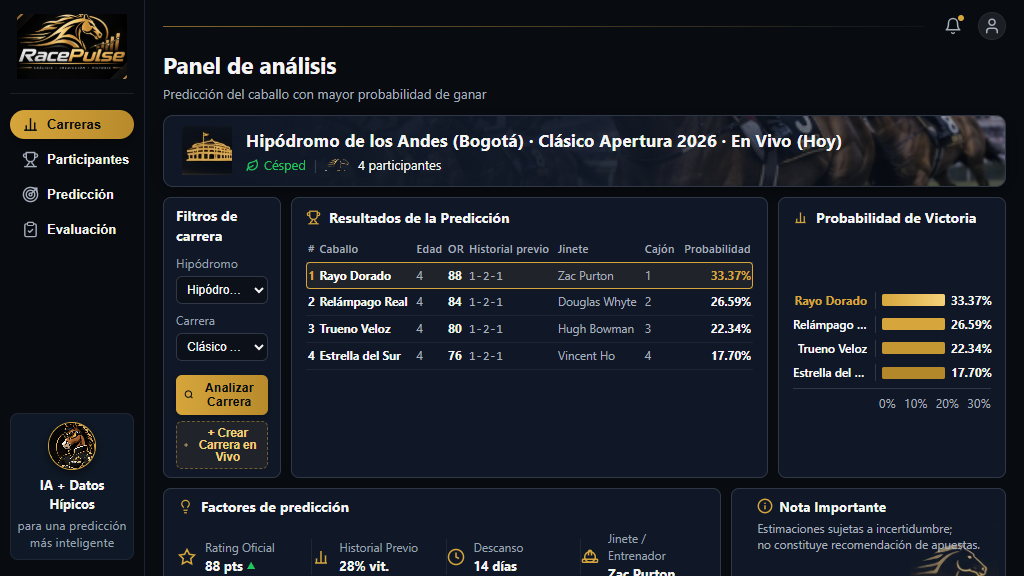 RacePulse
Carreras
Participantes
Predicción
Evaluación
IA + Datos
Hípicos
para una predicción
más inteligente
Panel de análisis
Predicción del caballo con mayor probabilidad de ganar
Hipódromo de los Andes (Bogotá) · Clásico Apertura 2026 · En Vivo (Hoy)
Césped | 4 participantes
Filtros de
carrera
Hipódromo
Hipódro...
Carrera
Clásico ...
Analizar
Carrera
+ Crear
Carrera en
Vivo
Resultados de la Predicción
# Caballo Edad OR Historial previo Jinete Cajón Probabilidad
1 Rayo Dorado 4 88 1-2-1 Zac Purton 1 33.37%
2 Relámpago Real 4 84 1-2-1 Douglas Whyte 2 26.59%
3 Trueno Veloz 4 80 1-2-1 Hugh Bowman 3 22.34%
4 Estrella del Sur 4 76 1-2-1 Vincent Ho 4 17.70%
Probabilidad de Victoria
Rayo Dorado 33.37%
Relámpago ... 26.59%
Trueno Veloz 22.34%
Estrella del ... 17.70%
0% 10% 20% 30%
Factores de predicción
Rating Oficial
88 pts
Historial Previo
28% vit.
Descanso
14 días
Jinete /
Entrenador
Zac Purton
Nota Importante
Estimaciones sujetas a incertidumbre;
no constituye recomendación de apuestas.